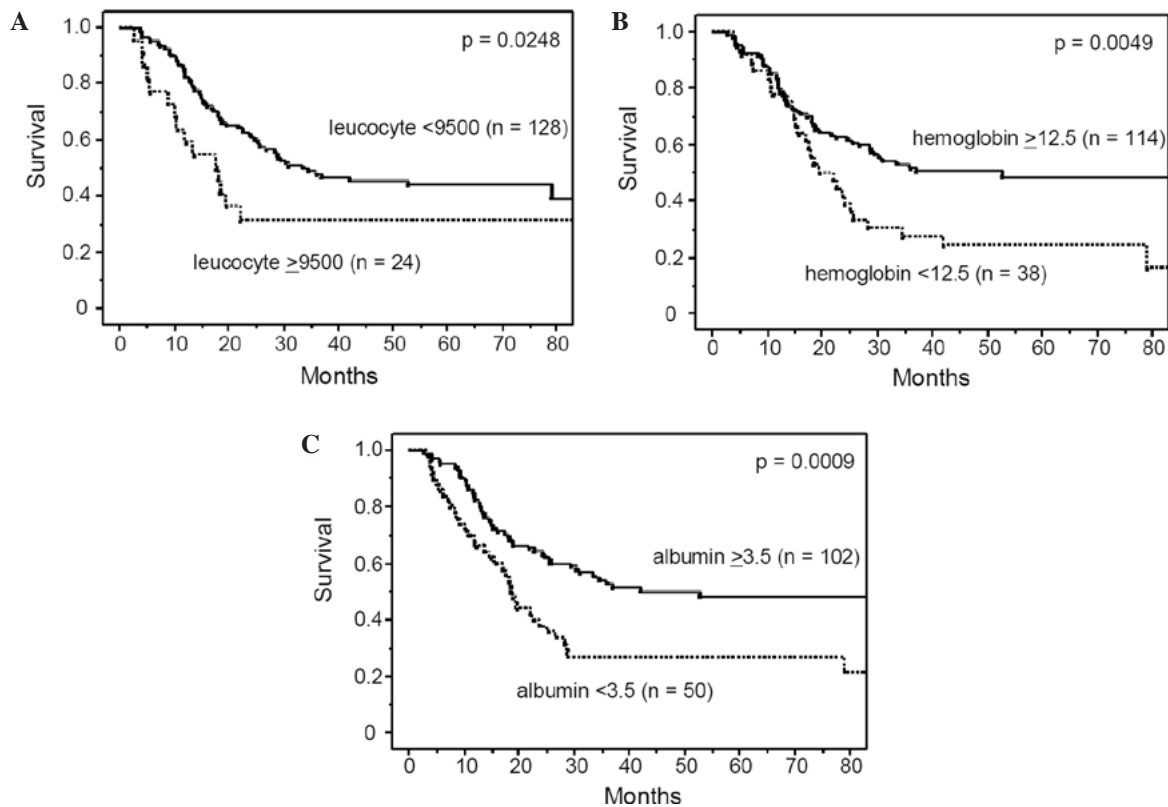 A
p = 0.0248
1.0
0.8
0.6
0.4
0.2
0
Survival
leucocyte <9500 (n = 128)
leucocyte ≥9500 (n = 24)
0 10 20 30 40 50 60 70 80
Months
B
p = 0.0049
1.0
0.8
0.6
0.4
0.2
0
Survival
hemoglobin ≥12.5 (n = 114)
hemoglobin <12.5 (n = 38)
0 10 20 30 40 50 60 70 80
Months
C
p = 0.0009
1.0
0.8
0.6
0.4
0.2
0
Survival
albumin ≥3.5 (n = 102)
albumin <3.5 (n = 50)
0 10 20 30 40 50 60 70 80
Months